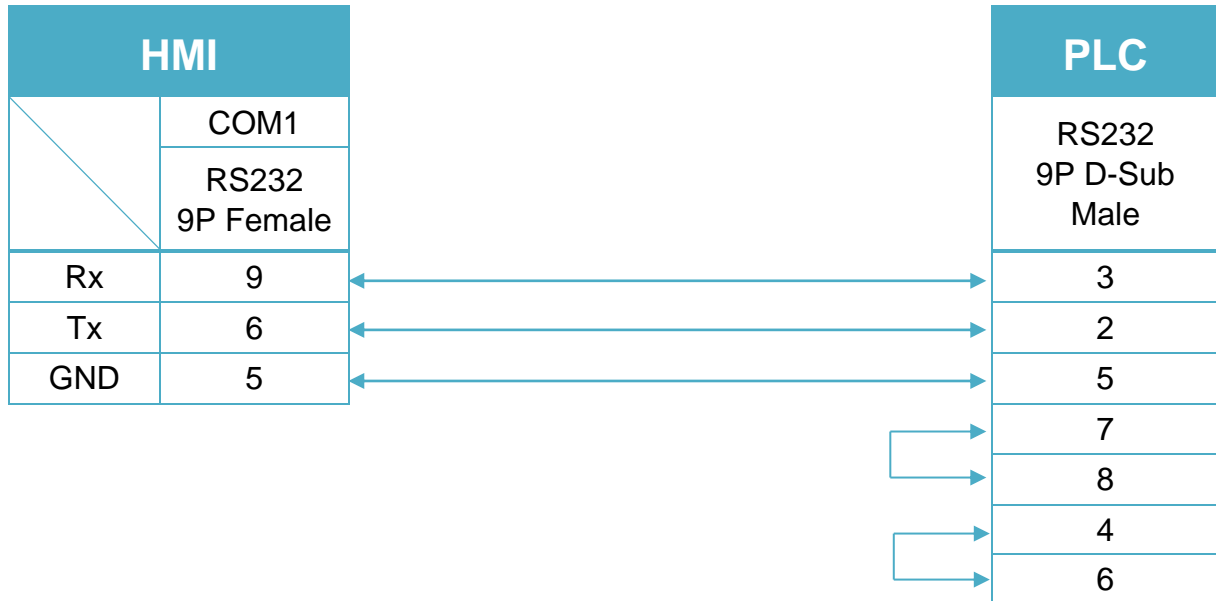 HMI
PLC
COM1
RS232
9P Female
RS232
9P D-Sub
Male
Rx 9 3
Tx 6 2
GND 5 5
7
8
4
6